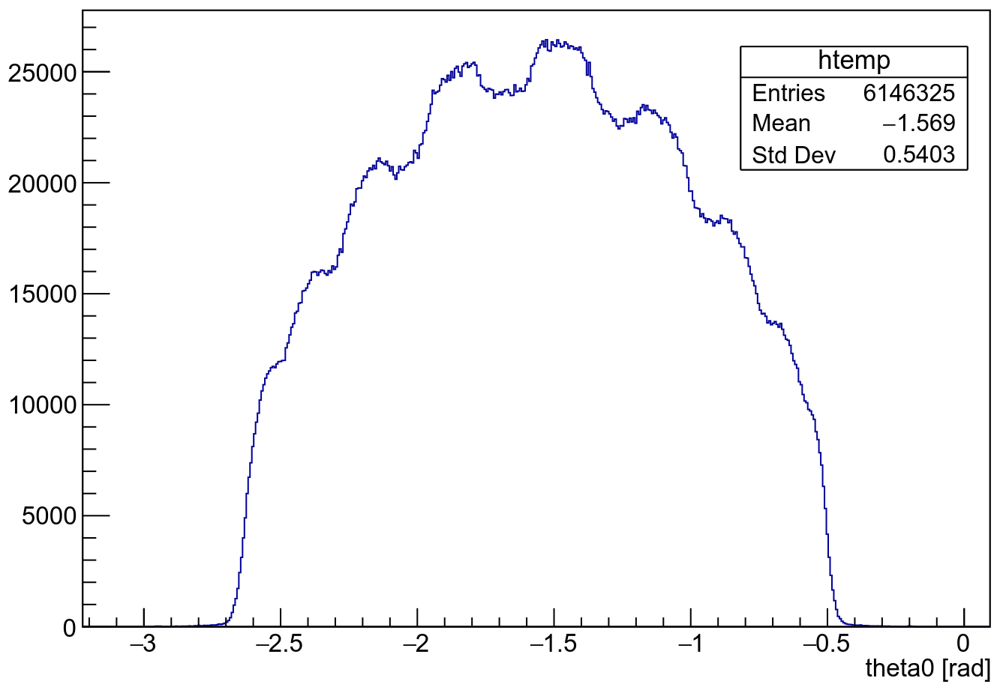 htemp
Entries 6146325
Mean −1.569
Std Dev 0.5403
25000
20000
15000
10000
5000
0
−3 −2.5 −2 −1.5 −1 −0.5 0
theta0 [rad]